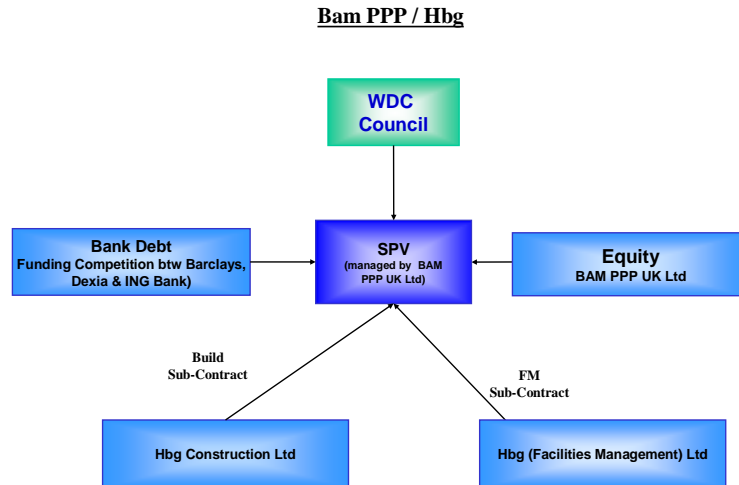 Bam PPP / Hbg
WDC
Council
Bank Debt
Funding Competition btw Barclays,
Dexia & ING Bank)
SPV
(managed by BAM
PPP UK Ltd)
Equity
BAM PPP UK Ltd
Build
Sub-Contract
FM
Sub-Contract
Hbg Construction Ltd
Hbg (Facilities Management) Ltd